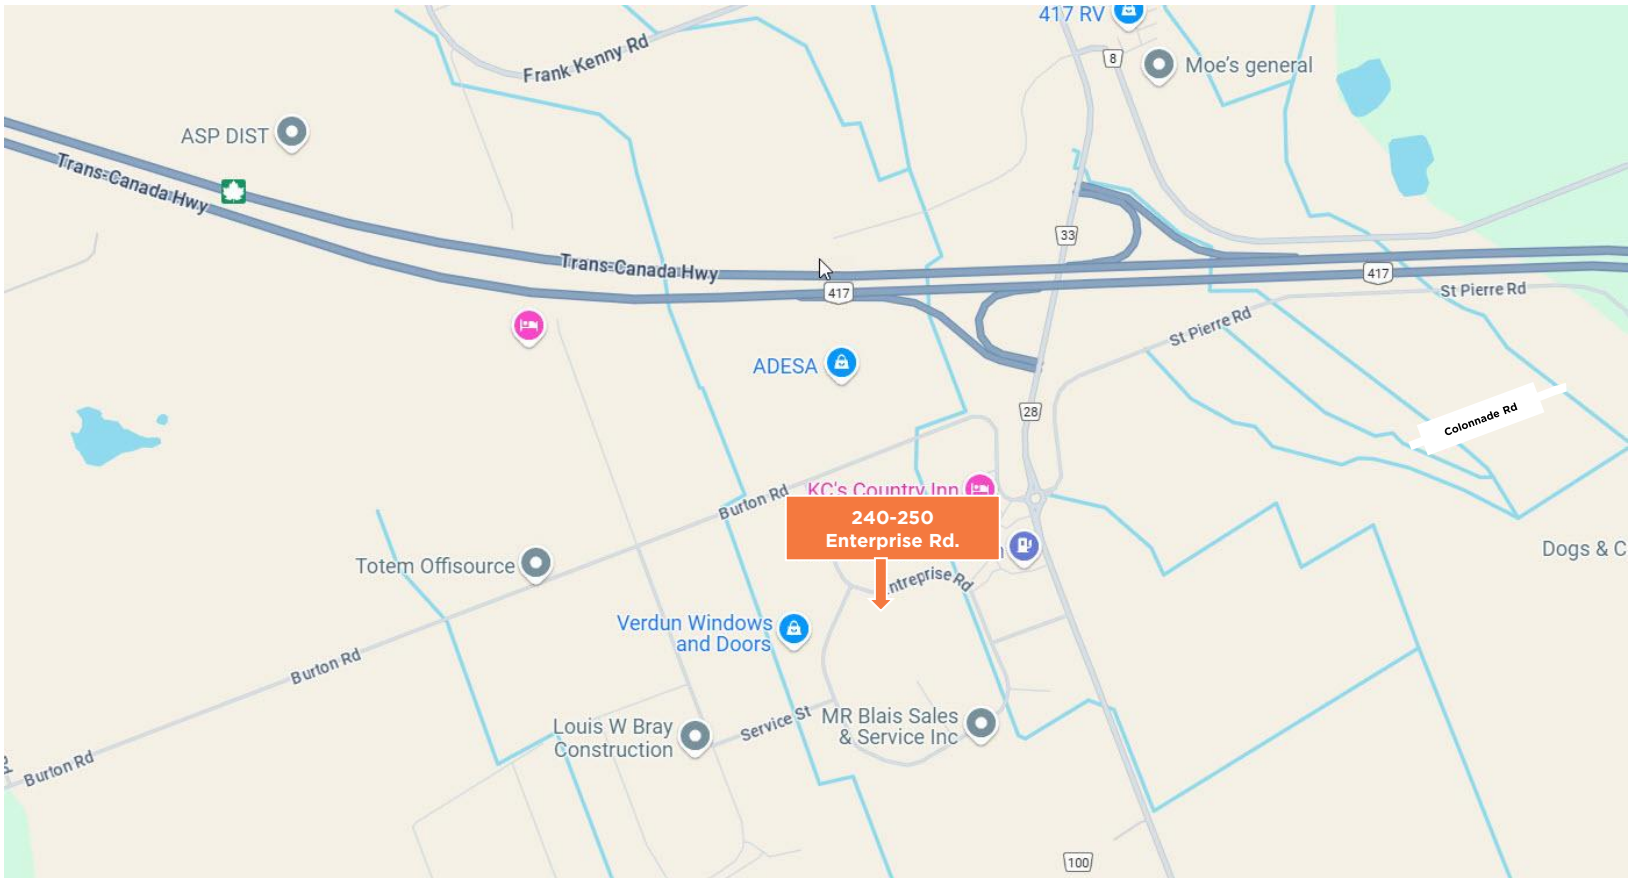 417 RV
8
Moe's general
Frank Kenny Rd
ASP DIST
Trans-Canada Hwy
33
Trans-Canada Hwy
417
417
St Pierre Rd
St Pierre Rd
ADESA
28
Colonnade Rd
KC's Country Inn
Burton Rd
240-250
Enterprise Rd.
Dogs & C
Totem Offisource
ntreprise Rd
Verdun Windows
and Doors
Burton Rd
MR Blais Sales
& Service Inc
Service St
Louis W Bray
Construction
Burton Rd
100